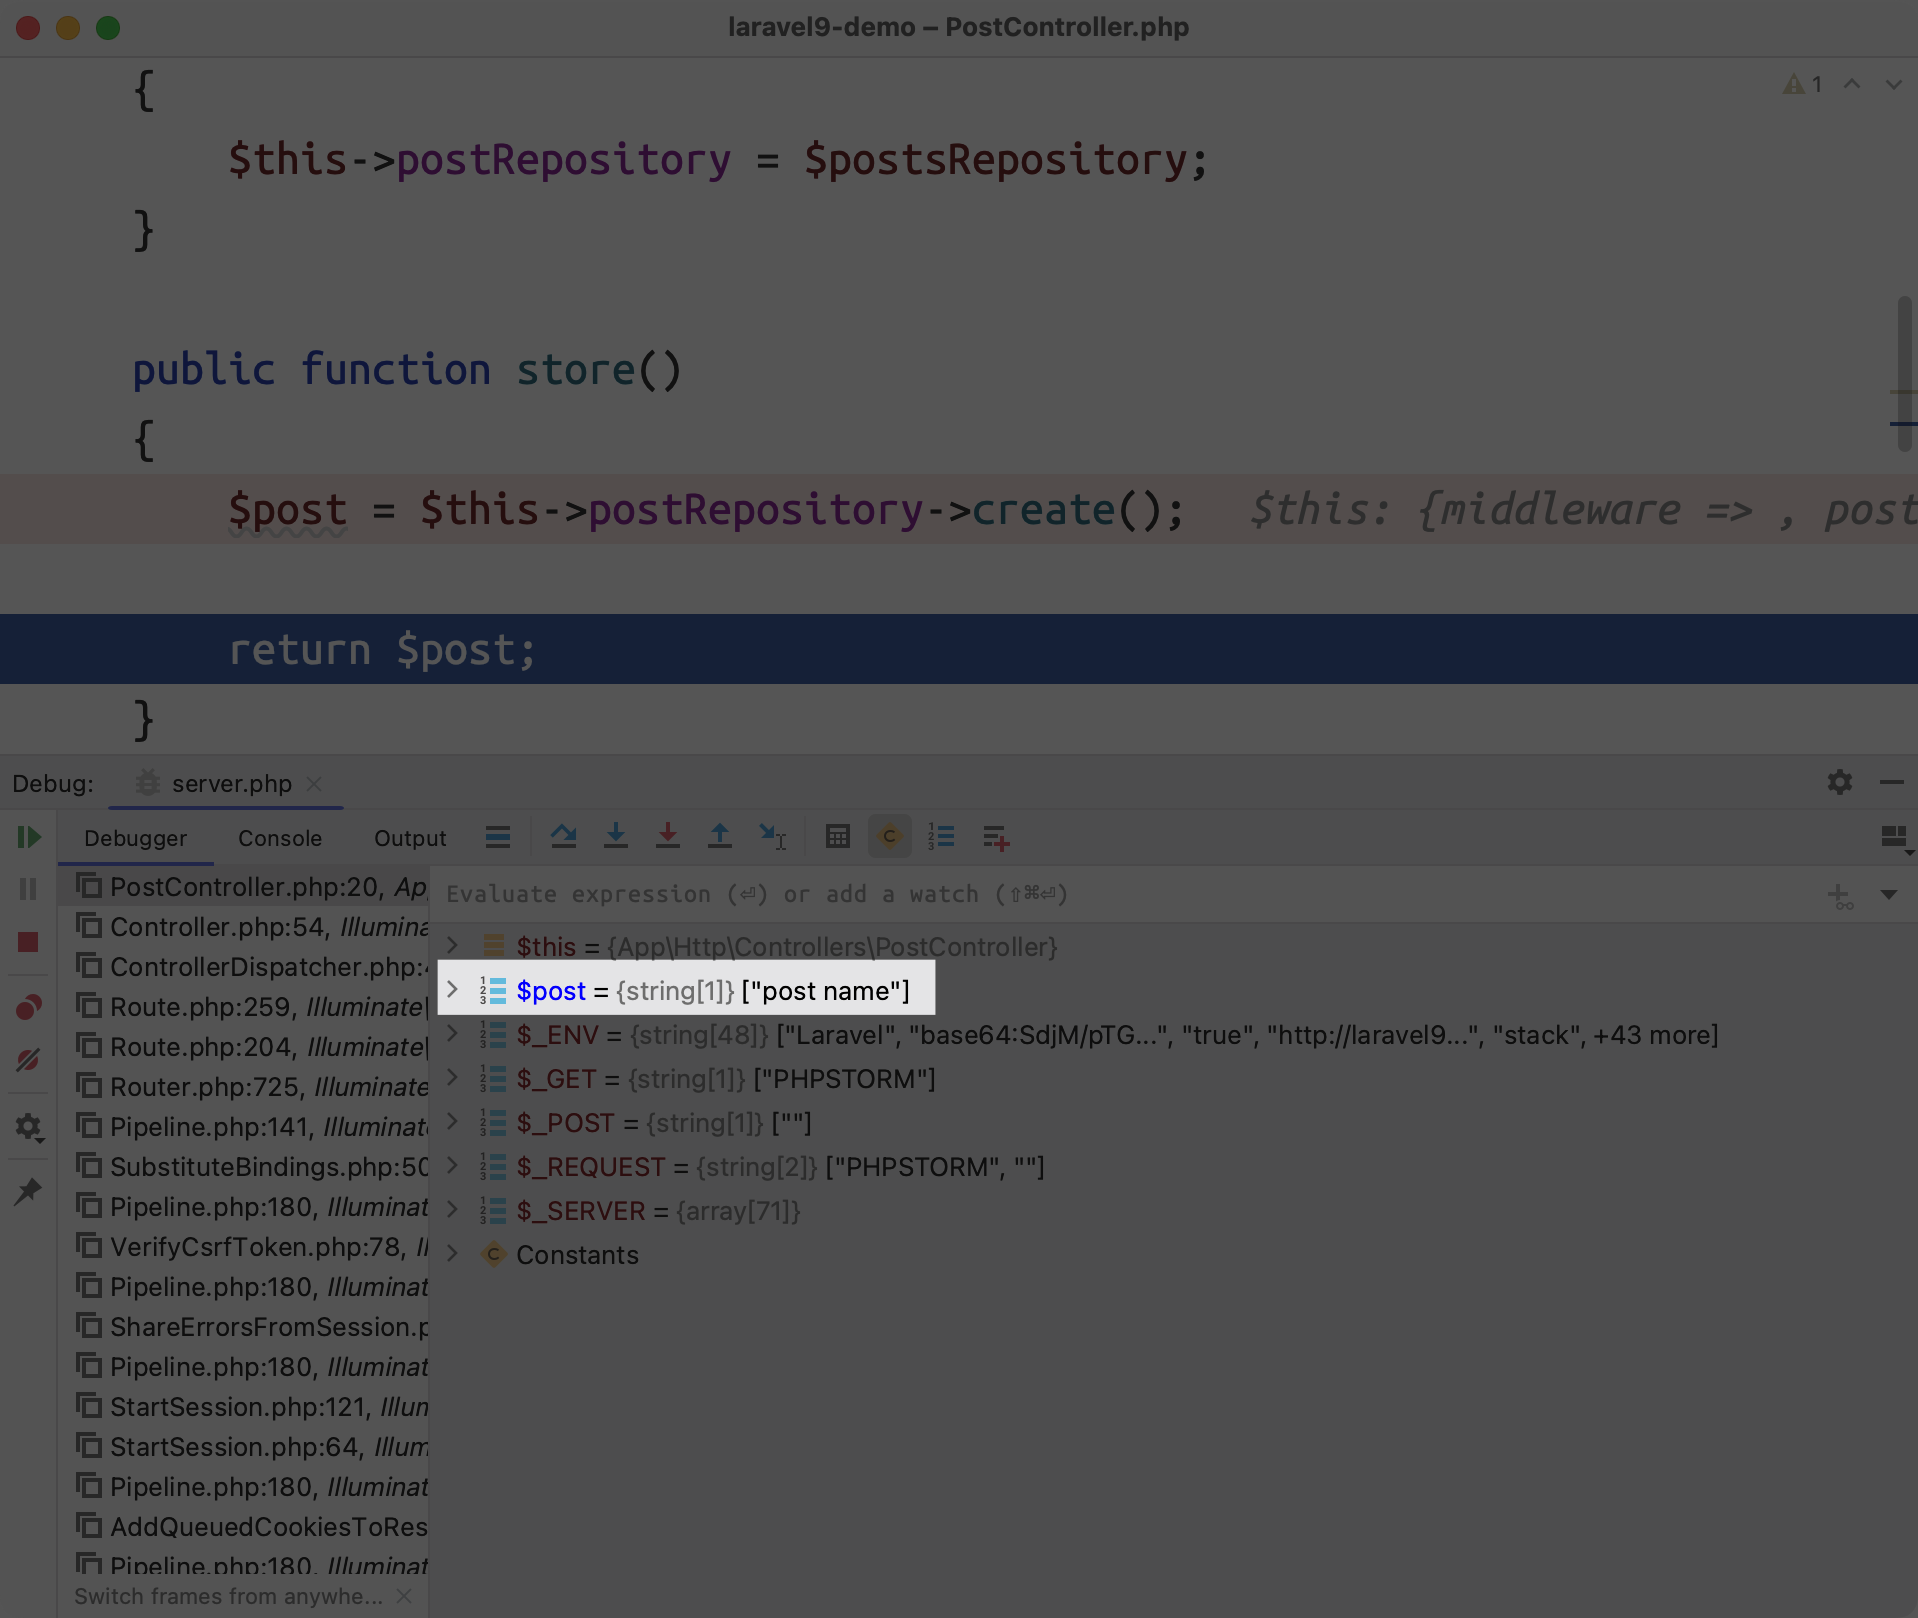 laravel9-demo – PostController.php
{
1
$this->postRepository = $postsRepository;
}
public function store()
{
$post = $this->postRepository->create(); $this: {middleware => , post
return $post;
}
Debug: server.php
Debugger Console Output
Evaluate expression (⏎) or add a watch (⇧⌘⏎)
PostController.php:20, Ap
Controller.php:54, Illumina
ControllerDispatcher.php:
Route.php:259, Illuminate\
Route.php:204, Illuminate\
Router.php:725, Illuminate
Pipeline.php:141, Illuminat
SubstituteBindings.php:50
Pipeline.php:180, Illuminat
VerifyCsrfToken.php:78, Il
Pipeline.php:180, Illuminat
ShareErrorsFromSession.p
Pipeline.php:180, Illuminat
StartSession.php:121, Illum
StartSession.php:64, Illum
Pipeline.php:180, Illuminat
AddQueuedCookiesToRes
Pipeline.php:180, Illuminat
Switch frames from anywhe...
$this = {App\Http\Controllers\PostController}
$post = {string[1]} ["post name"]
$_ENV = {string[48]} ["Laravel", "base64:SdjM/pTG...", "true", "http://laravel9...", "stack", +43 more]
$_GET = {string[1]} ["PHPSTORM"]
$_POST = {string[1]} [""]
$_REQUEST = {string[2]} ["PHPSTORM", ""]
$_SERVER = {array[71]}
Constants